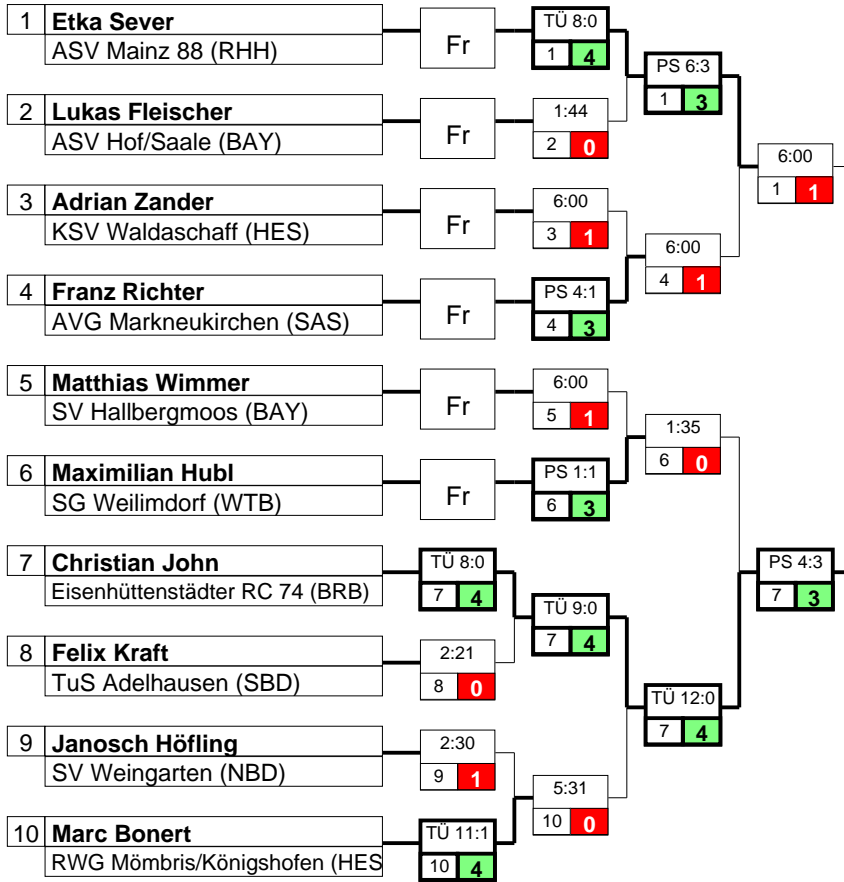 1 Etka Sever
ASV Mainz 88 (RHH)
Fr
TÜ 8:0
1 4
PS 6:3
1 3
2 Lukas Fleischer
ASV Hof/Saale (BAY)
Fr
1:44
2 0
6:00
1 1
3 Adrian Zander
KSV Waldaschaff (HES)
Fr
6:00
3 1
6:00
4 1
4 Franz Richter
AVG Markneukirchen (SAS)
Fr
PS 4:1
4 3
5 Matthias Wimmer
SV Hallbergmoos (BAY)
Fr
6:00
5 1
1:35
6 0
6 Maximilian Hubl
SG Weilimdorf (WTB)
Fr
PS 1:1
6 3
7 Christian John
Eisenhüttenstädter RC 74 (BRB)
TÜ 8:0
7 4
TÜ 9:0
7 4
PS 4:3
7 3
8 Felix Kraft
TuS Adelhausen (SBD)
2:21
8 0
TÜ 12:0
7 4
9 Janosch Höfling
SV Weingarten (NBD)
2:30
9 1
5:31
10 0
10 Marc Bonert
RWG Mömbris/Königshofen (HES
TÜ 11:1
10 4